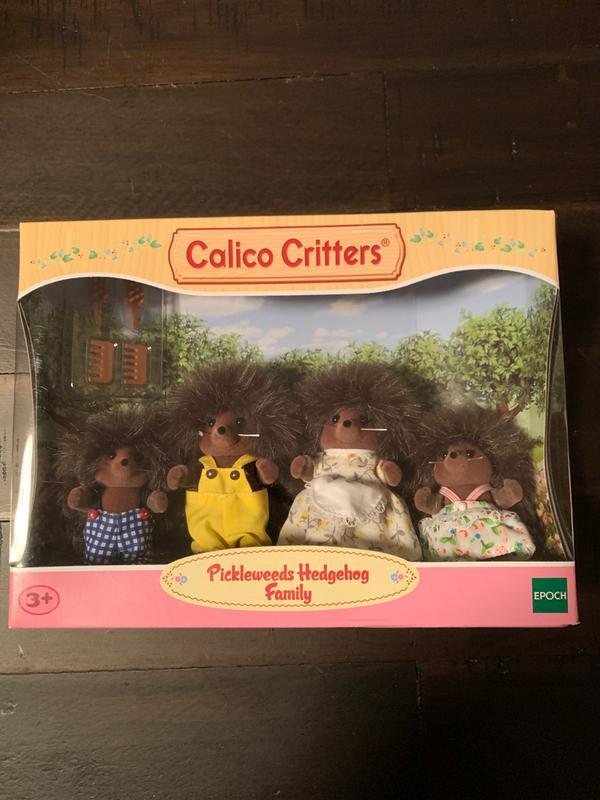 Calico Critters®
Pickleweeds Hedgehog
Family
3+
EPOCH